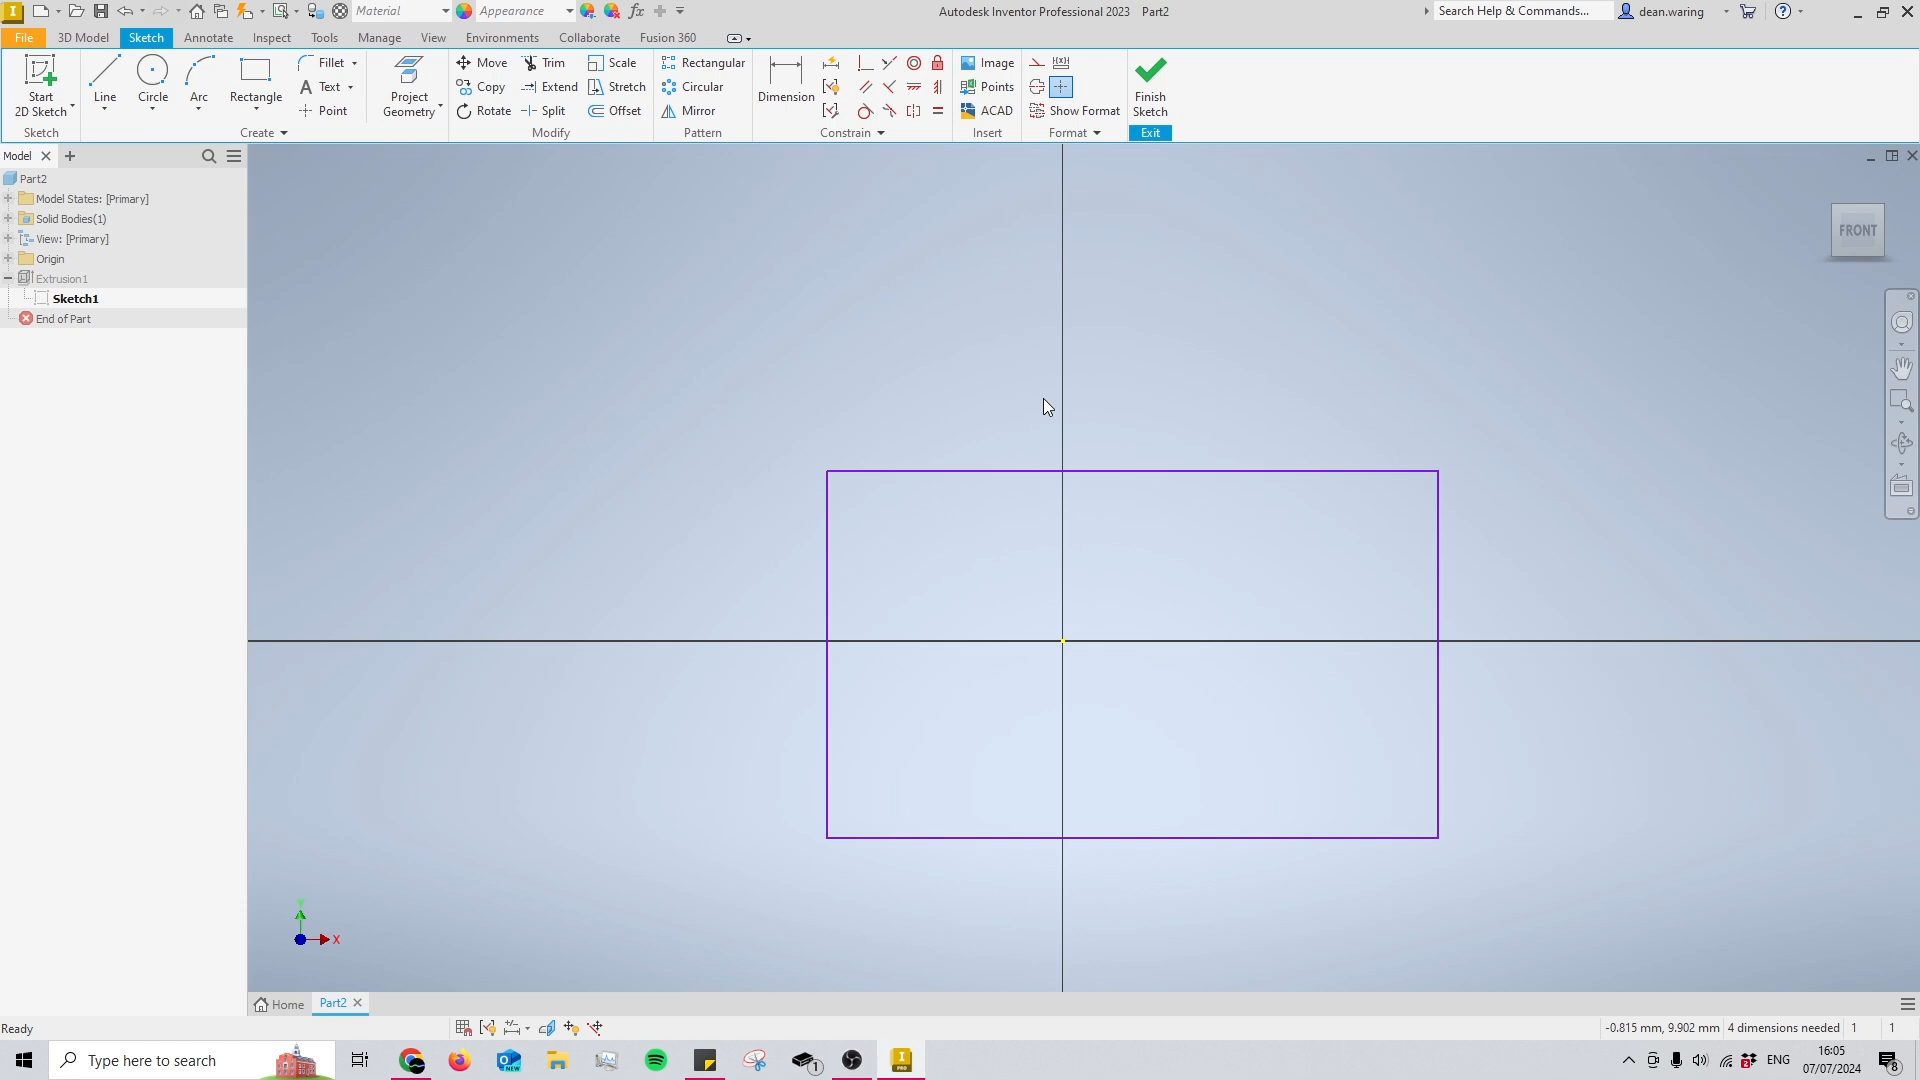 Material
Appearance
Autodesk Inventor Professional 2023 Part2
Search Help & Commands...
dean.waring
File
3D Model
Sketch
Annotate
Inspect
Tools
Manage
View
Environments
Collaborate
Fusion 360
Start
2D Sketch
Line
Circle
Arc
Rectangle
Fillet
Text
Point
Project
Geometry
Move
Copy
Rotate
Trim
Extend
Split
Scale
Stretch
Offset
Rectangular
Circular
Mirror
Dimension
Image
Points
ACAD
Show Format
Finish
Sketch
Sketch
Create
Modify
Pattern
Constrain
Insert
Format
Exit
Model
Part2
Model States: [Primary]
Solid Bodies(1)
View: [Primary]
Origin
Extrusion1
Sketch1
End of Part
FRONT
Y
X
Home
Part2
Ready
-0.815 mm, 9.902 mm
4 dimensions needed
1
1
Type here to search
ENG
16:05
07/07/2024